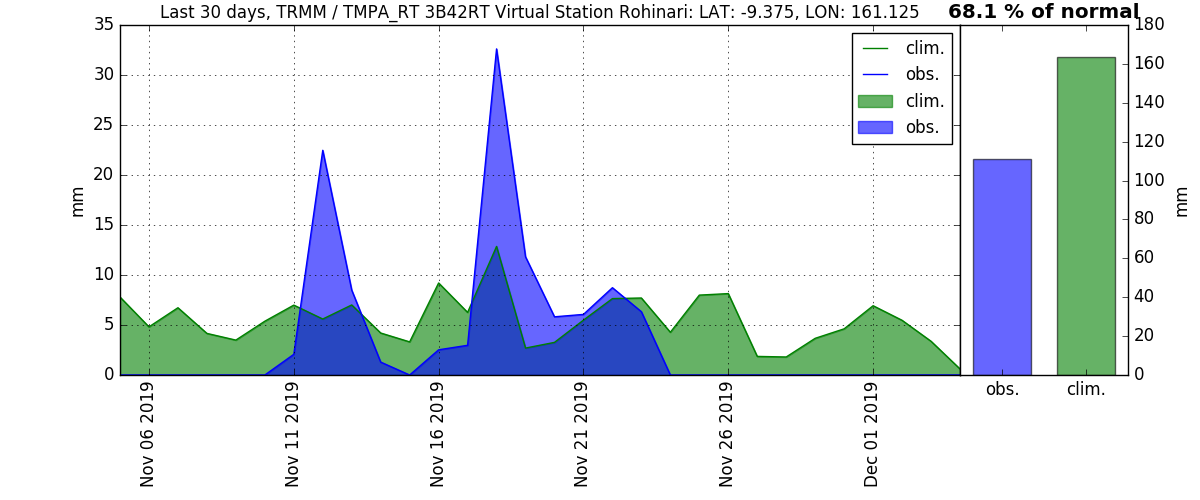 Last 30 days, TRMM / TMPA_RT 3B42RT Virtual Station Rohinari: LAT: -9.375, LON: 161.125
68.1 % of normal
35
30
25
20
15
10
5
0
mm
clim.
obs.
clim.
obs.
Nov 06 2019
Nov 11 2019
Nov 16 2019
Nov 21 2019
Nov 26 2019
Dec 01 2019
180
160
140
120
100
80
60
40
20
0
mm
obs.
clim.